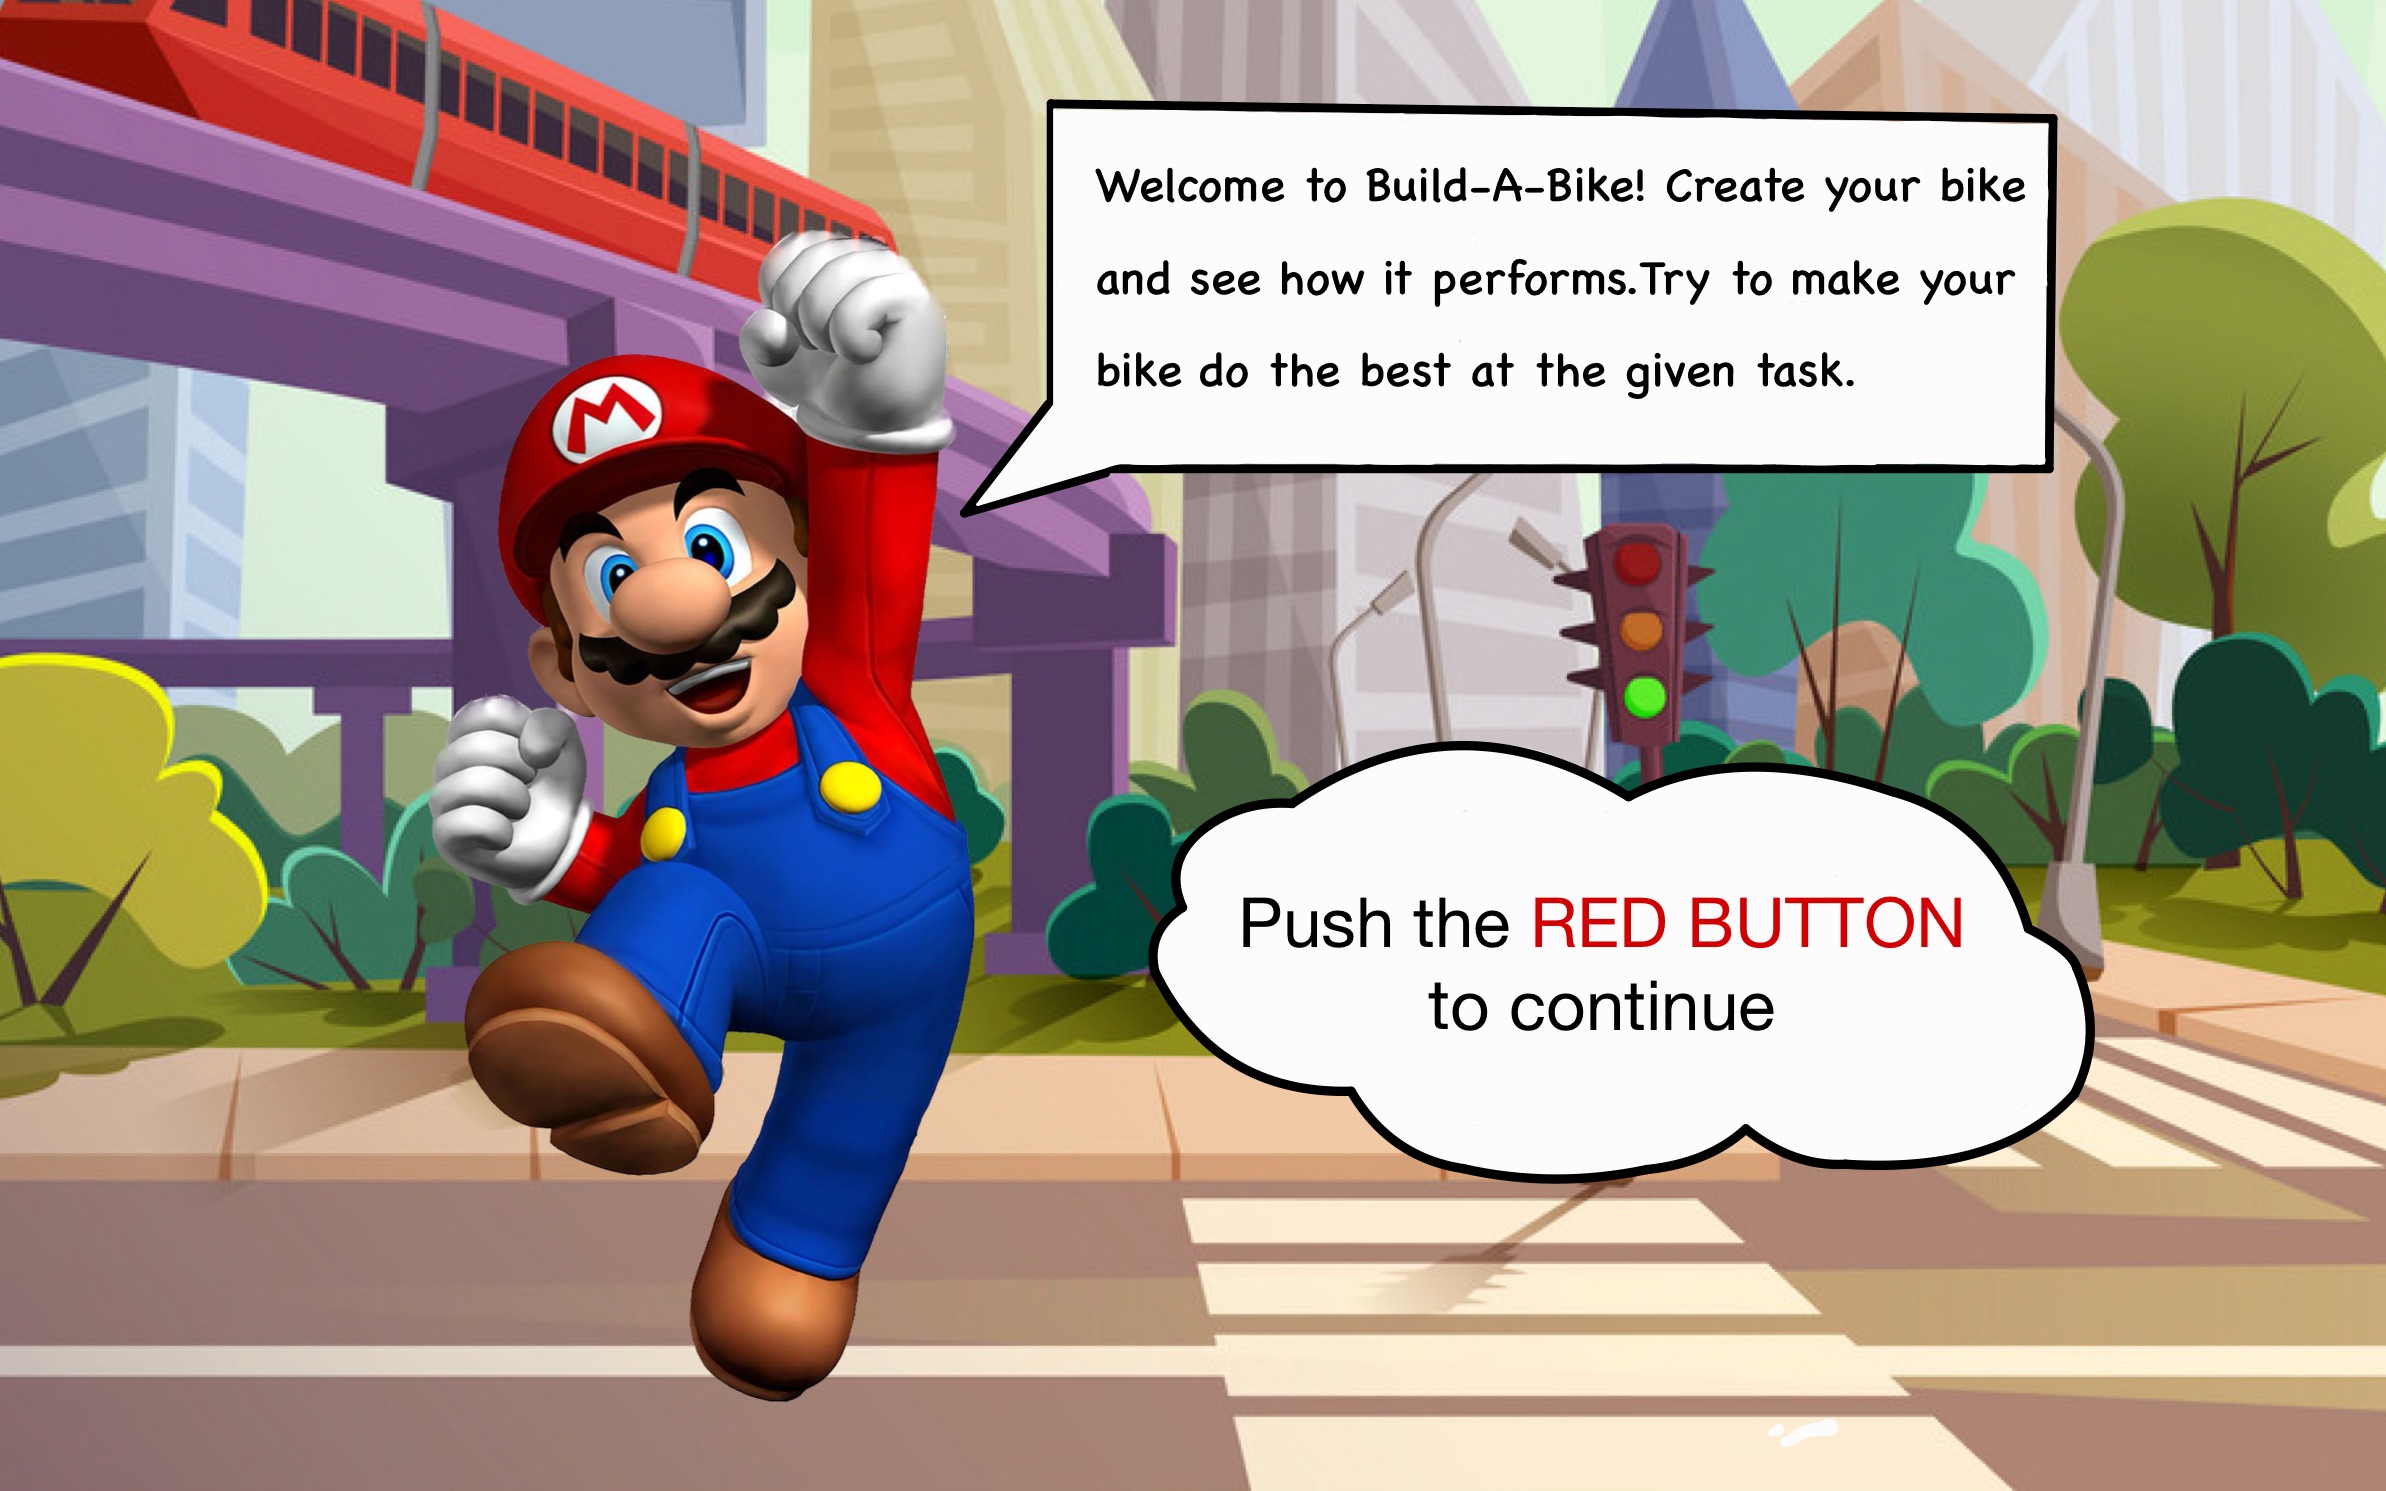 M
Welcome to Build-A-Bike! Create your bike
and see how it performs.Try to make your
bike do the best at the given task.
Push the RED BUTTON
to continue